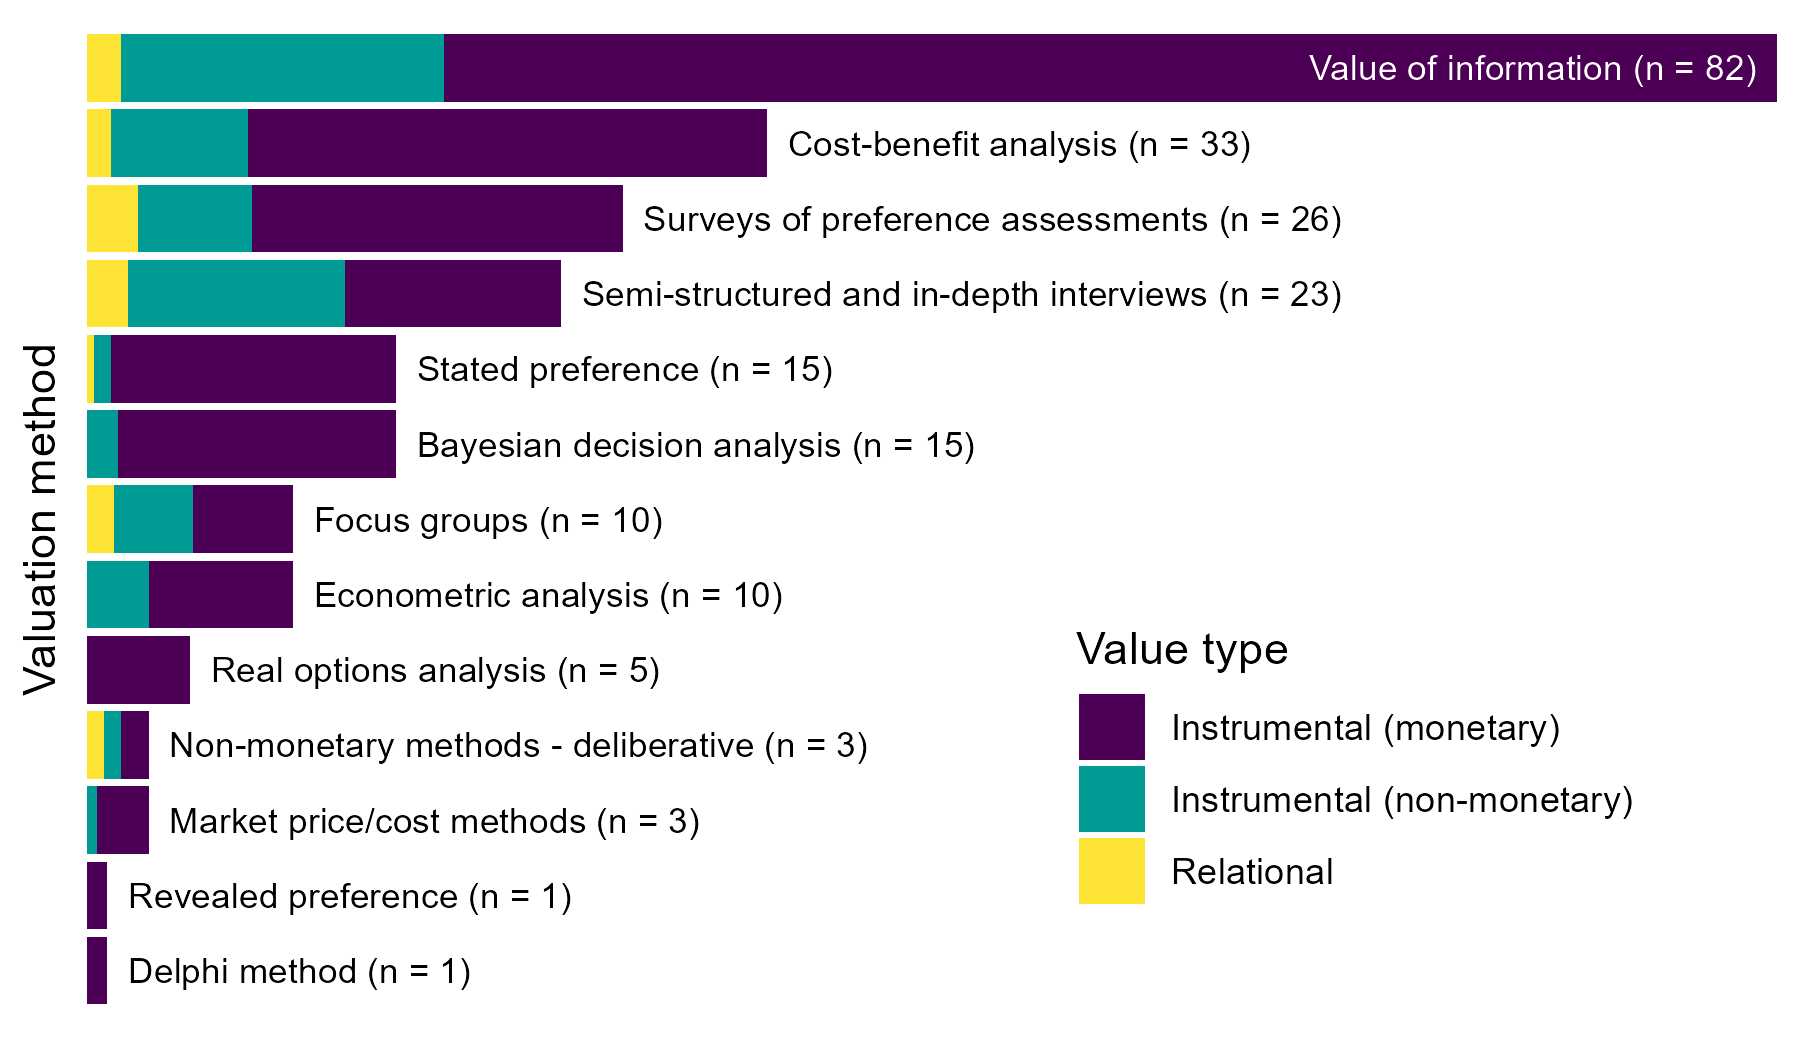 Valuation method
Value of information (n = 82)
Cost-benefit analysis (n = 33)
Surveys of preference assessments (n = 26)
Semi-structured and in-depth interviews (n = 23)
Stated preference (n = 15)
Bayesian decision analysis (n = 15)
Focus groups (n = 10)
Econometric analysis (n = 10)
Real options analysis (n = 5)
Non-monetary methods - deliberative (n = 3)
Market price/cost methods (n = 3)
Revealed preference (n = 1)
Delphi method (n = 1)
Value type
Instrumental (monetary)
Instrumental (non-monetary)
Relational